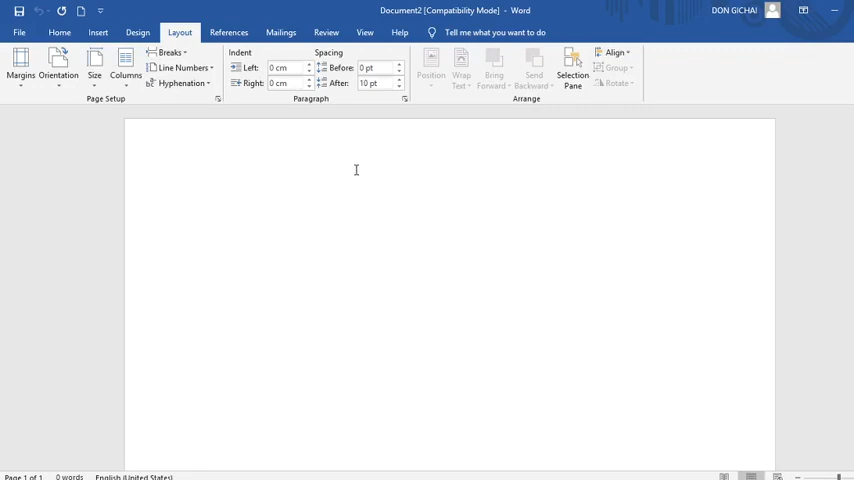 Document2 [Compatibility Mode] - Word
DON GICHAI
File Home Insert Design Layout References Mailings Review View Help Tell me what you want to do
Margins
Orientation
Size
Columns
Breaks
Line Numbers
Hyphenation
Page Setup
Indent
Left: 0 cm
Right: 0 cm
Spacing
Before: 0 pt
After: 10 pt
Paragraph
Position
Wrap
Text
Bring
Forward
Send
Backward
Selection
Pane
Align
Group
Rotate
Arrange
Page 1 of 1 0 words English (United States)